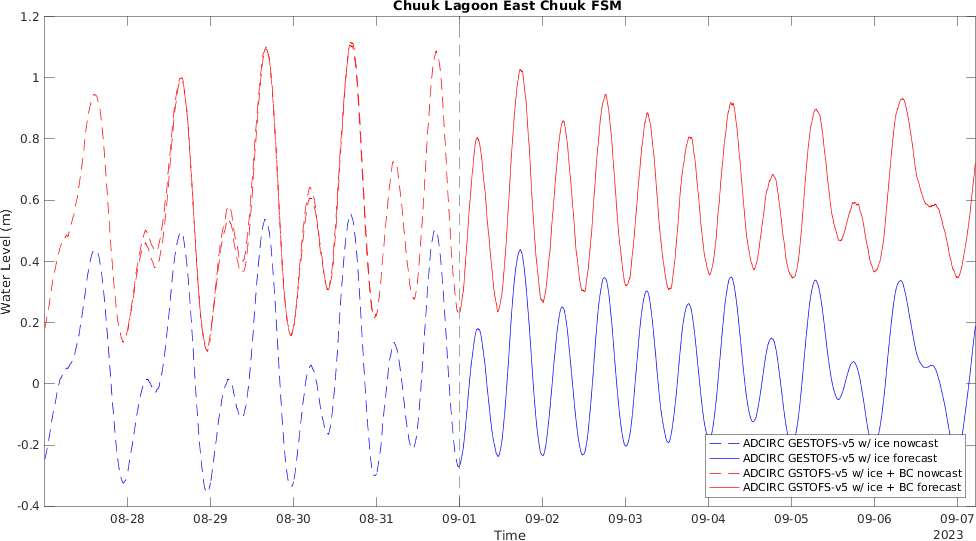 Chuuk Lagoon East Chuuk FSM
1.2
1
0.8
0.6
0.4
0.2
0
-0.2
-0.4
Water Level (m)
08-28 08-29 08-30 08-31 09-01 09-02 09-03 09-04 09-05 09-06 09-07
Time
2023
ADCIRC GESTOFS-v5 w/ ice nowcast
ADCIRC GESTOFS-v5 w/ ice forecast
ADCIRC GSTOFS-v5 w/ ice + BC nowcast
ADCIRC GSTOFS-v5 w/ ice + BC forecast